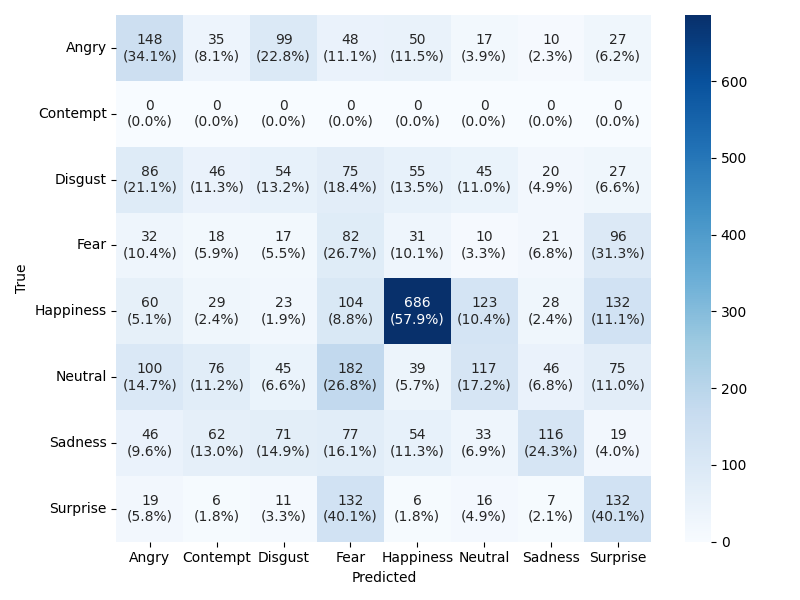 Angry 148 35 99 48 50 17 10 27
(34.1%) (8.1%) (22.8%) (11.1%) (11.5%) (3.9%) (2.3%) (6.2%)
Contempt 0 0 0 0 0 0 0 0
(0.0%) (0.0%) (0.0%) (0.0%) (0.0%) (0.0%) (0.0%) (0.0%)
Disgust 86 46 54 75 55 45 20 27
(21.1%) (11.3%) (13.2%) (18.4%) (13.5%) (11.0%) (4.9%) (6.6%)
Fear 32 18 17 82 31 10 21 96
(10.4%) (5.9%) (5.5%) (26.7%) (10.1%) (3.3%) (6.8%) (31.3%)
Happiness 60 29 23 104 686 123 28 132
(5.1%) (2.4%) (1.9%) (8.8%) (57.9%) (10.4%) (2.4%) (11.1%)
Neutral 100 76 45 182 39 117 46 75
(14.7%) (11.2%) (6.6%) (26.8%) (5.7%) (17.2%) (6.8%) (11.0%)
Sadness 46 62 71 77 54 33 116 19
(9.6%) (13.0%) (14.9%) (16.1%) (11.3%) (6.9%) (24.3%) (4.0%)
Surprise 19 6 11 132 6 16 7 132
(5.8%) (1.8%) (3.3%) (40.1%) (1.8%) (4.9%) (2.1%) (40.1%)
Angry Contempt Disgust Fear Happiness Neutral Sadness Surprise
Predicted
True
600
500
400
300
200
100
0